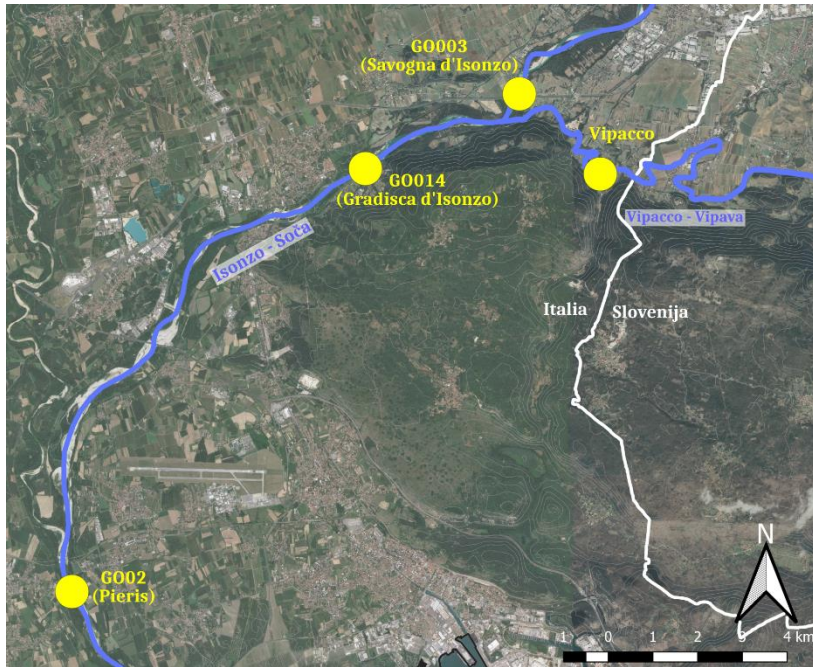 GO003
(Savogna d'Isonzo)
Vipacco
GO014
(Gradisca d'Isonzo)
Vipacco - Vipava
Isonzo - Soča
Italia
Slovenija
GO02
(Pieris)
N
1 0 1 2 3 4 km